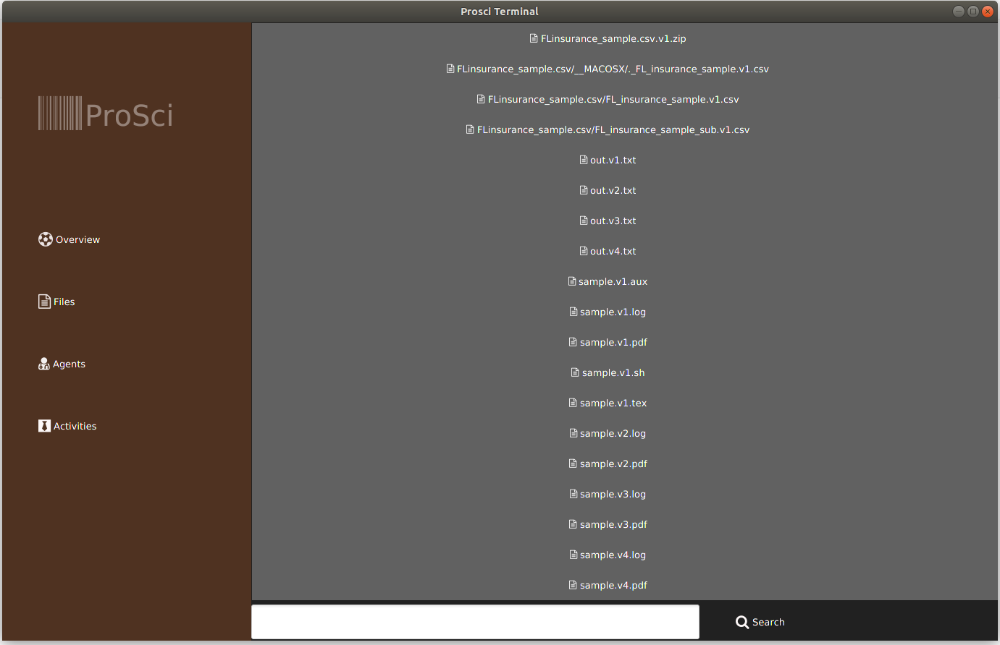 Prosci Terminal
ProSci
Overview
Files
Agents
Activities
FLinsurance_sample.csv.v1.zip
FLinsurance_sample.csv/__MACOSX/._FL_insurance_sample.v1.csv
FLinsurance_sample.csv/FL_insurance_sample.v1.csv
FLinsurance_sample.csv/FL_insurance_sample_sub.v1.csv
out.v1.txt
out.v2.txt
out.v3.txt
out.v4.txt
sample.v1.aux
sample.v1.log
sample.v1.pdf
sample.v1.sh
sample.v1.tex
sample.v2.log
sample.v2.pdf
sample.v3.log
sample.v3.pdf
sample.v4.log
sample.v4.pdf
Search